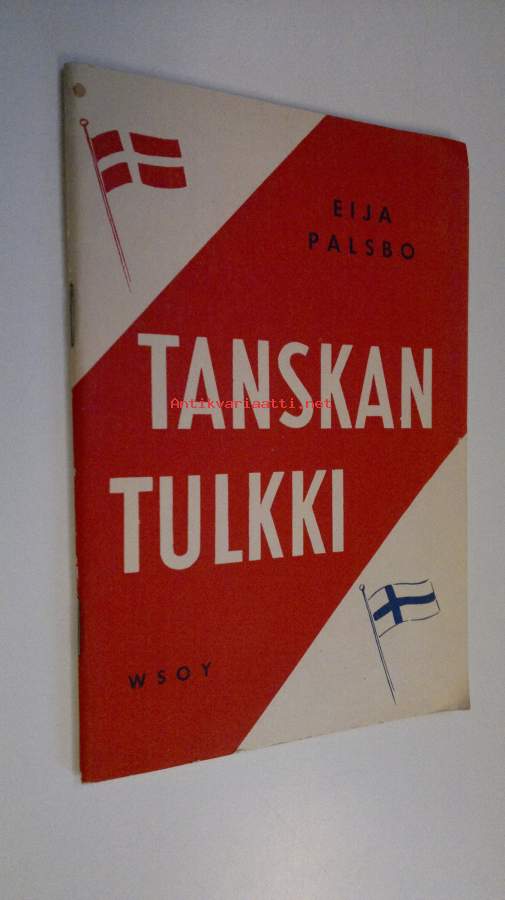 EIJA
PALSBO
TANSKAN
Antikvariaatti.net
TULKKI
WSOY